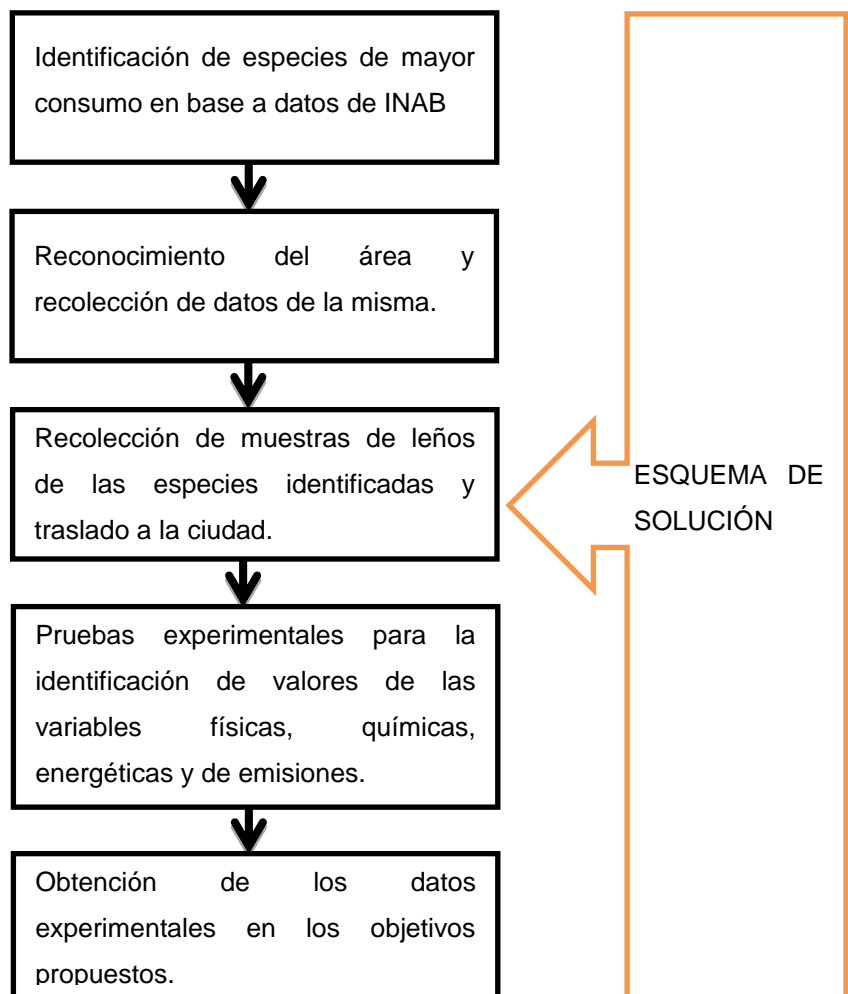 Identificación de especies de mayor
consumo en base a datos de INAB
Reconocimiento del área y
recolección de datos de la misma.
Recolección de muestras de leños
de las especies identificadas y
traslado a la ciudad.
ESQUEMA DE
SOLUCIÓN
Pruebas experimentales para la
identificación de valores de las
variables físicas, químicas,
energéticas y de emisiones.
Obtención de los datos
experimentales en los objetivos
propuestos.